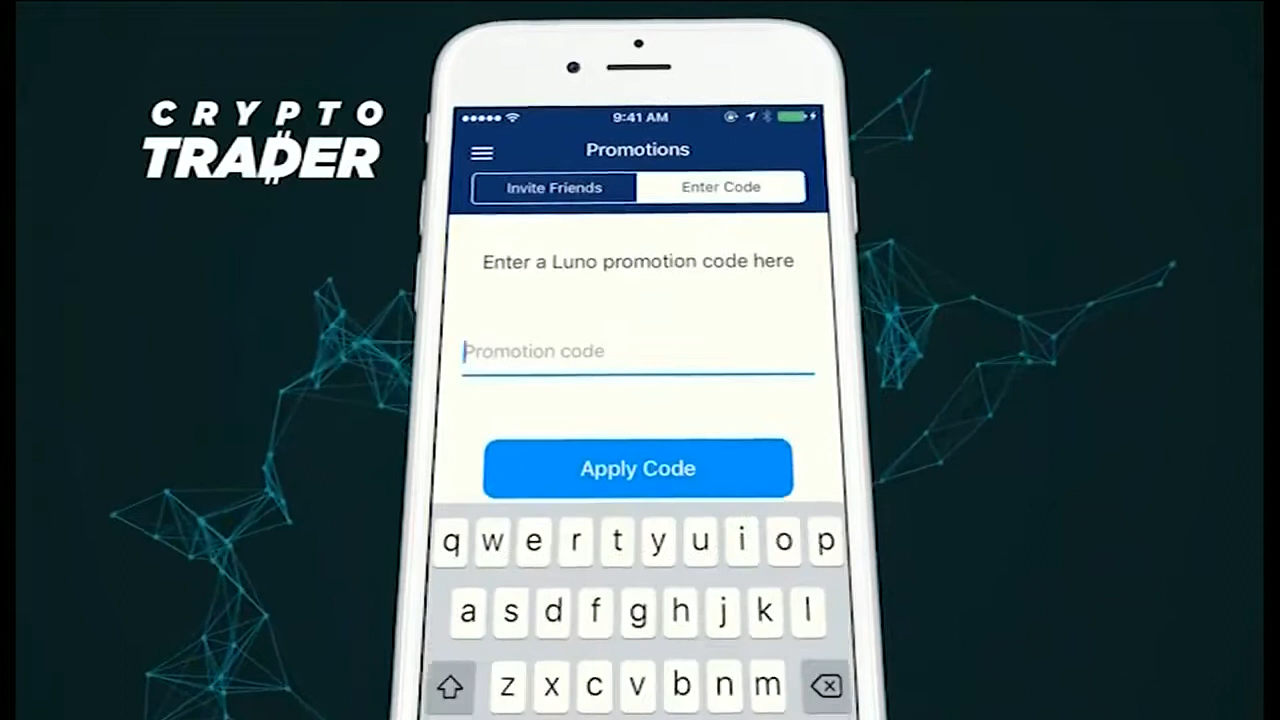 CRYPTO
TRADER
9:41 AM
Promotions
Invite Friends
Enter Code
Enter a Luno promotion code here
Promotion code
Apply Code
q w e r t y u i o p
a s d f g h j k l
z x c v b n m